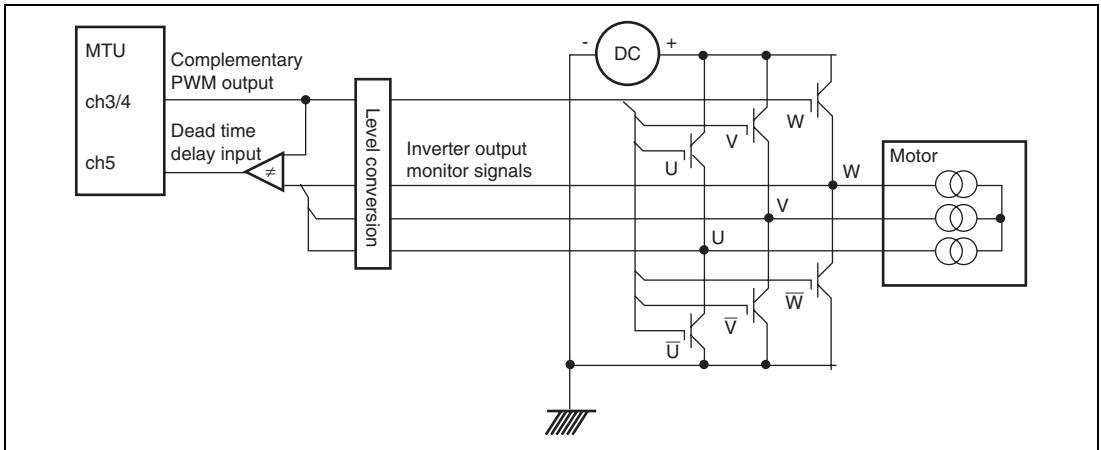 MTU
Complementary
PWM output
ch3/4
Dead time
delay input
ch5
≠
Level conversion
Inverter output
monitor signals
- DC +
W
V
U
W
V
U
W̅
V̅
U̅
Motor